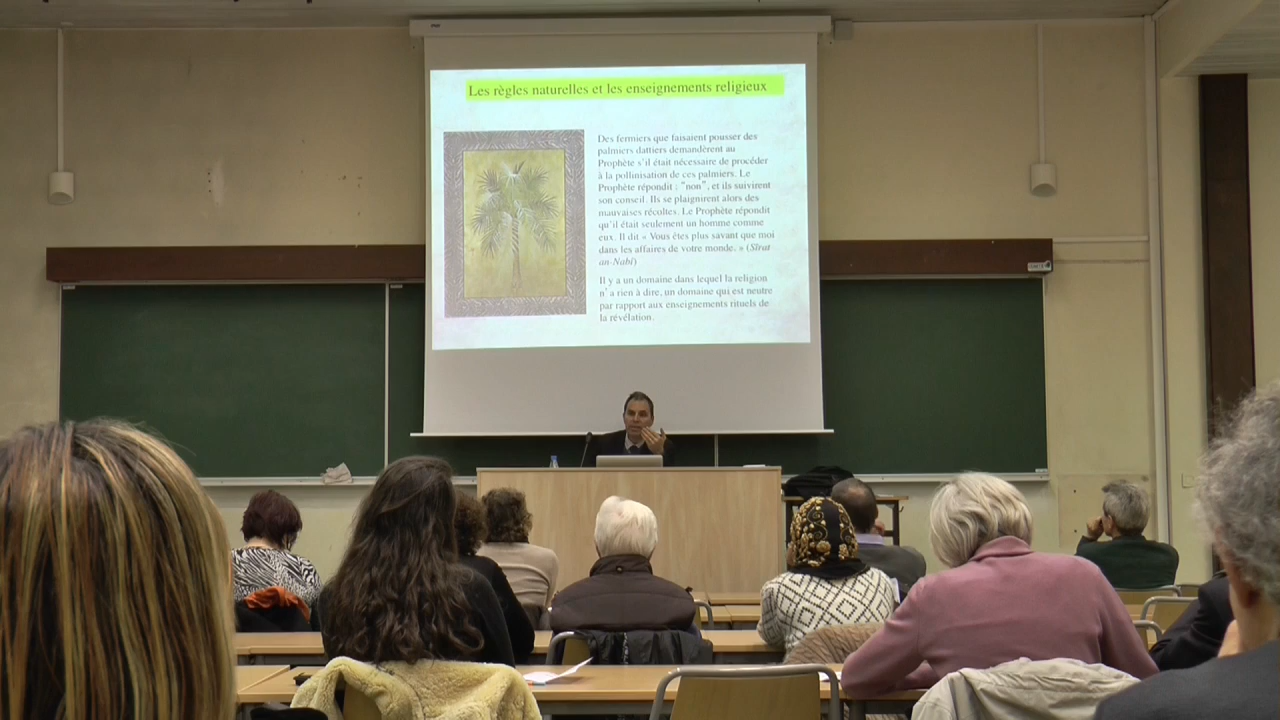 Les règles naturelles et les enseignements religieux
Des fermiers que faisaient pousser des
palmiers dattiers demandèrent au
Prophète s'il était nécessaire de procéder
à la pollinisation de ces palmiers. Le
Prophète répondit : "non", et ils suivirent
son conseil. Ils se plaignirent alors des
mauvaises récoltes. Le Prophète répondit
qu'il était seulement un homme comme
eux. Il dit « Vous êtes plus savant que moi
dans les affaires de votre monde. » (Sîrat
an-Nabî)
Il y a un domaine dans lequel la religion
n'a rien à dire, un domaine qui est neutre
par rapport aux enseignements rituels de
la révélation.